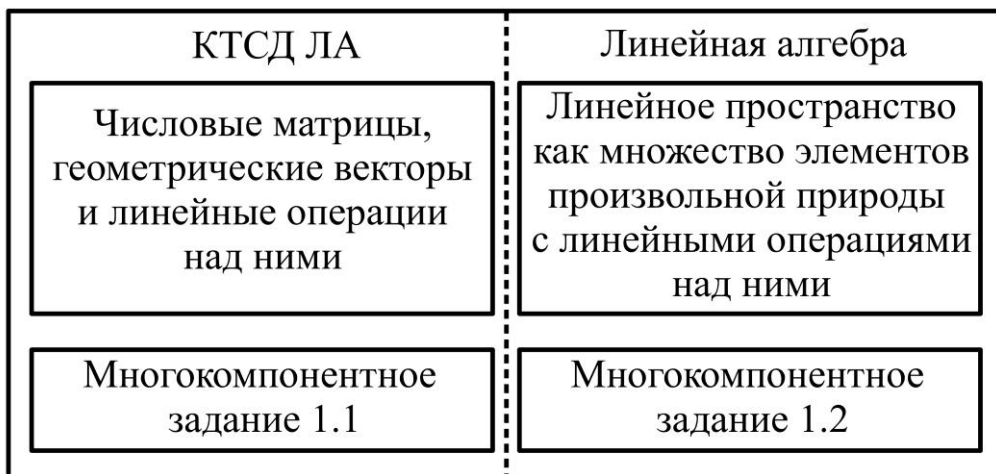 КТСД ЛА
Числовые матрицы,
геометрические векторы
и линейные операции
над ними
Многокомпонентное
задание 1.1
Линейная алгебра
Линейное пространство
как множество элементов
произвольной природы
с линейными операциями
над ними
Многокомпонентное
задание 1.2